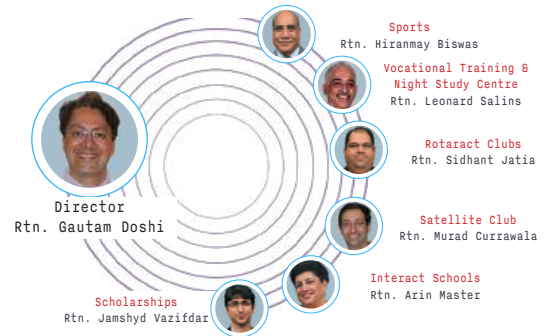 Sports
Rtn. Hiranmay Biswas
Vocational Training &
Night Study Centre
Rtn. Leonard Salins
Rotaract Clubs
Rtn. Sidhant Jatia
Director
Rtn. Gautam Doshi
Satellite Club
Rtn. Murad Currawala
Interact Schools
Rtn. Arin Master
Scholarships
Rtn. Jamshyd Vazifdar